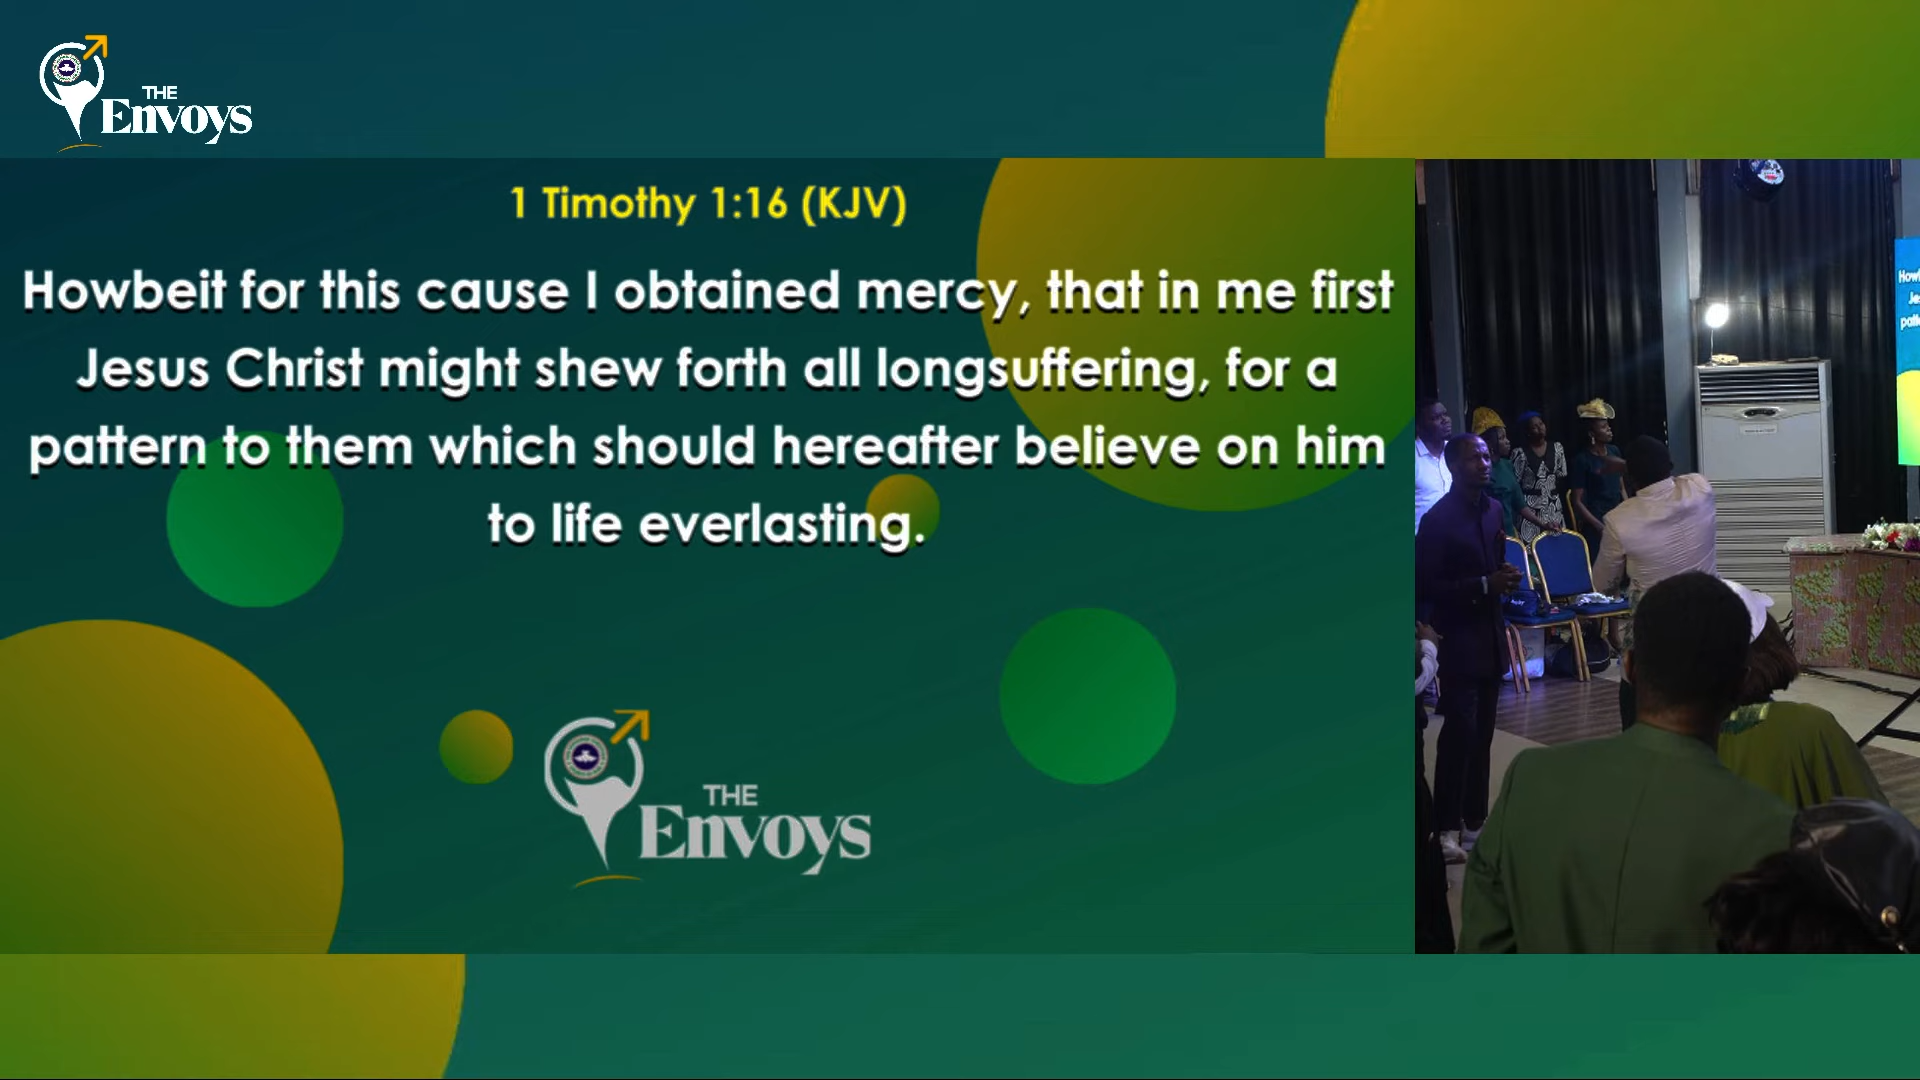 THE
Envoys
1 Timothy 1:16 (KJV)
Howbeit for this cause I obtained mercy, that in me first
Jesus Christ might shew forth all longsuffering, for a
pattern to them which should hereafter believe on him
to life everlasting.
THE
Envoys